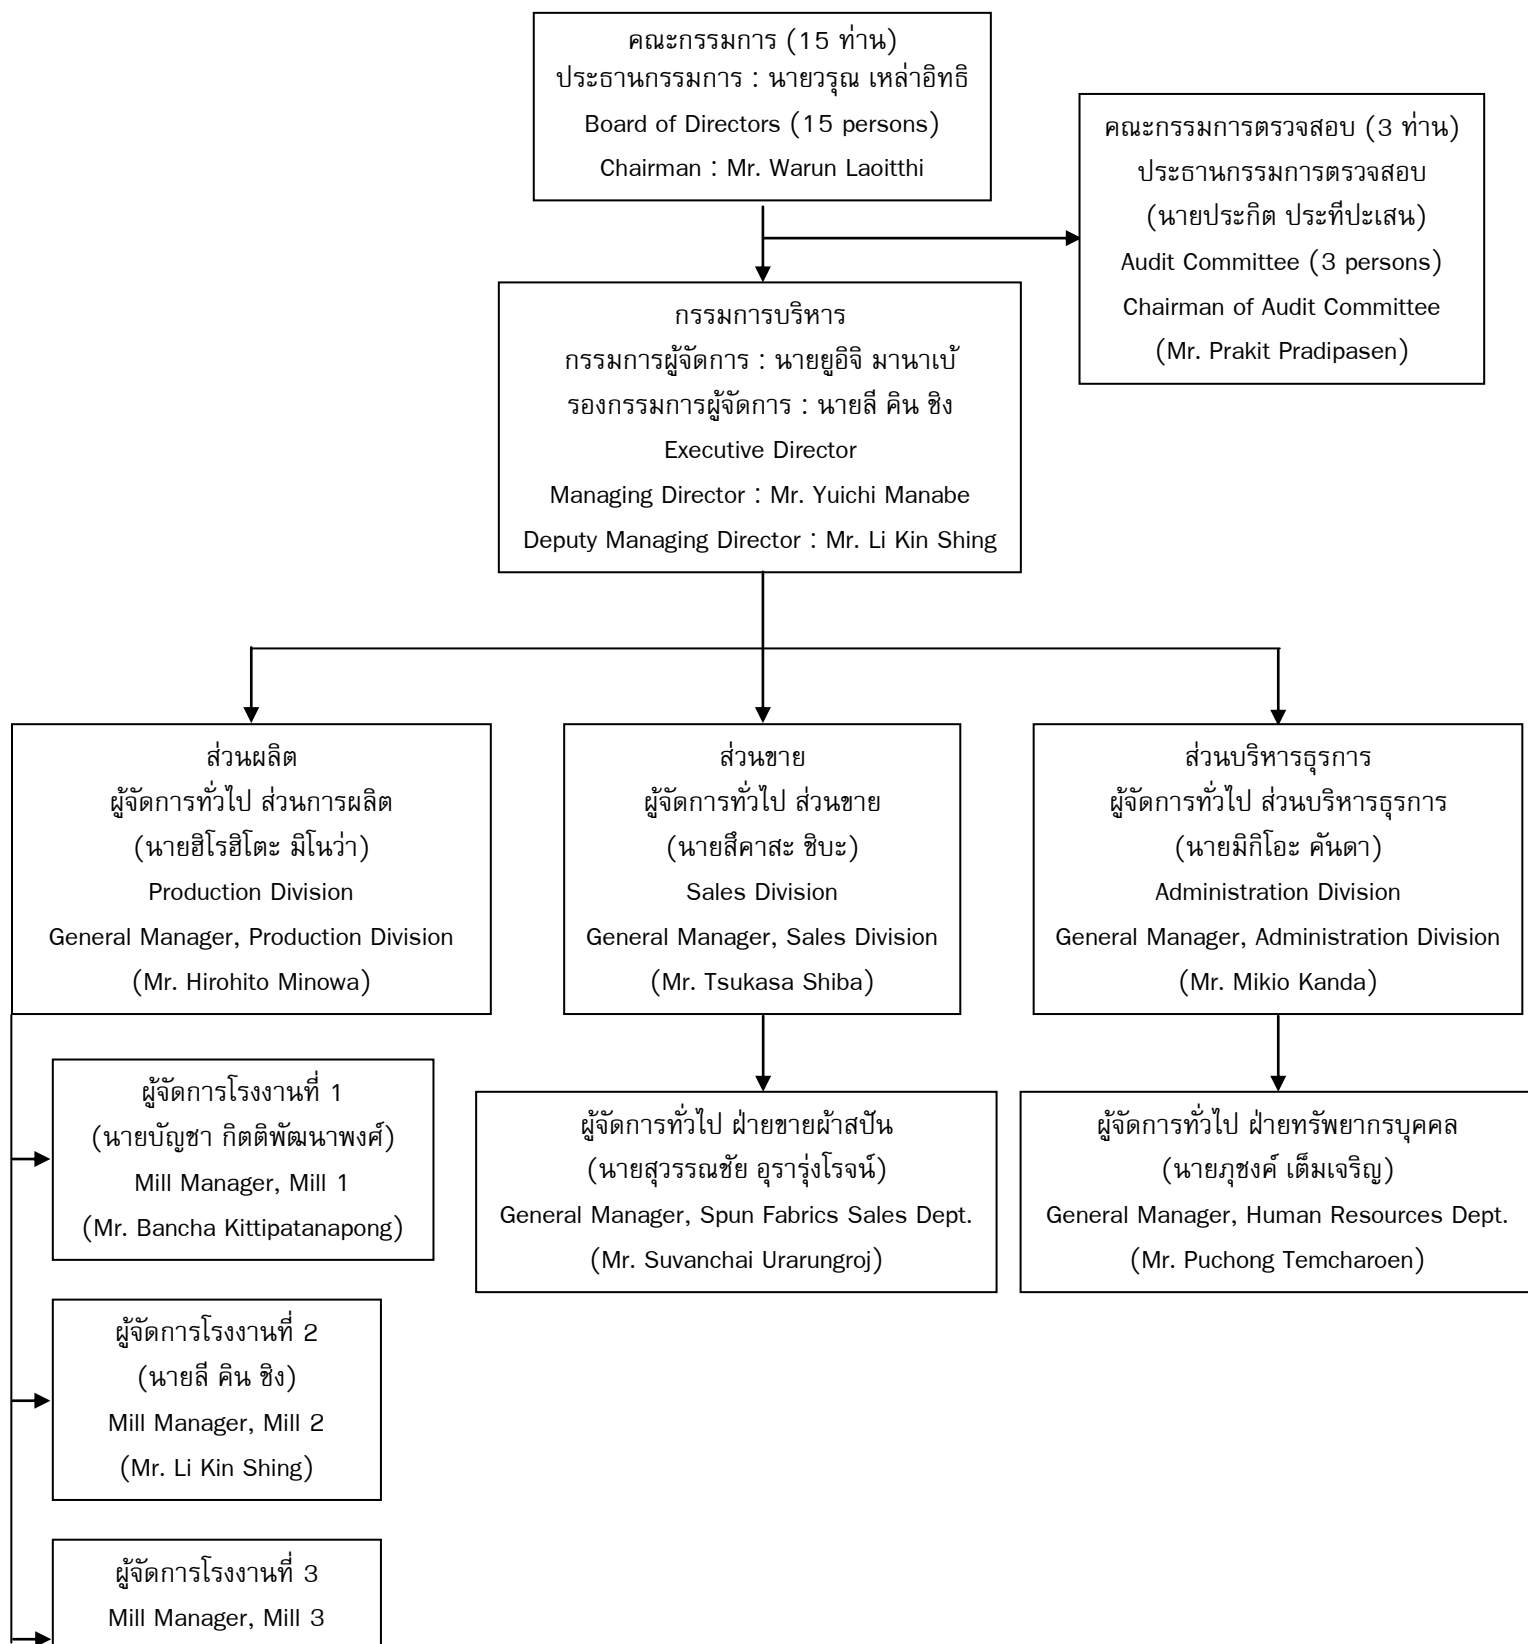 คณะกรรมการ (15 ท่าน)
ประธานกรรมการ : นายวรุณ เหล่าอิทธิ
Board of Directors (15 persons)
Chairman : Mr. Warun Laoitthi
คณะกรรมการตรวจสอบ (3 ท่าน)
ประธานกรรมการตรวจสอบ
(นายประกิต ประทีปะเสน)
Audit Committee (3 persons)
Chairman of Audit Committee
(Mr. Prakit Pradipasen)
กรรมการบริหาร
กรรมการผู้จัดการ : นายยูอิจิ มานาเบ้
รองกรรมการผู้จัดการ : นายลี คิน ชิง
Executive Director
Managing Director : Mr. Yuichi Manabe
Deputy Managing Director : Mr. Li Kin Shing
ส่วนผลิต
ผู้จัดการทั่วไป ส่วนการผลิต
(นายฮิโรฮิโตะ มิโนว่า)
Production Division
General Manager, Production Division
(Mr. Hirohito Minowa)
ส่วนขาย
ผู้จัดการทั่วไป ส่วนขาย
(นายสึคาสะ ชิบะ)
Sales Division
General Manager, Sales Division
(Mr. Tsukasa Shiba)
ส่วนบริหารธุรการ
ผู้จัดการทั่วไป ส่วนบริหารธุรการ
(นายมิกิโอะ คันดา)
Administration Division
General Manager, Administration Division
(Mr. Mikio Kanda)
ผู้จัดการโรงงานที่ 1
(นายบัญชา กิตติพัฒนาพงศ์)
Mill Manager, Mill 1
(Mr. Bancha Kittipatanapong)
ผู้จัดการทั่วไป ฝ่ายขายผ้าสปัน
(นายสุวรรณชัย อุรารุ่งโรจน์)
General Manager, Spun Fabrics Sales Dept.
(Mr. Suvanchai Urarungroj)
ผู้จัดการทั่วไป ฝ่ายทรัพยากรบุคคล
(นายภุชงค์ เต็มเจริญ)
General Manager, Human Resources Dept.
(Mr. Puchong Temcharoen)
ผู้จัดการโรงงานที่ 2
(นายลี คิน ชิง)
Mill Manager, Mill 2
(Mr. Li Kin Shing)
ผู้จัดการโรงงานที่ 3
Mill Manager, Mill 3